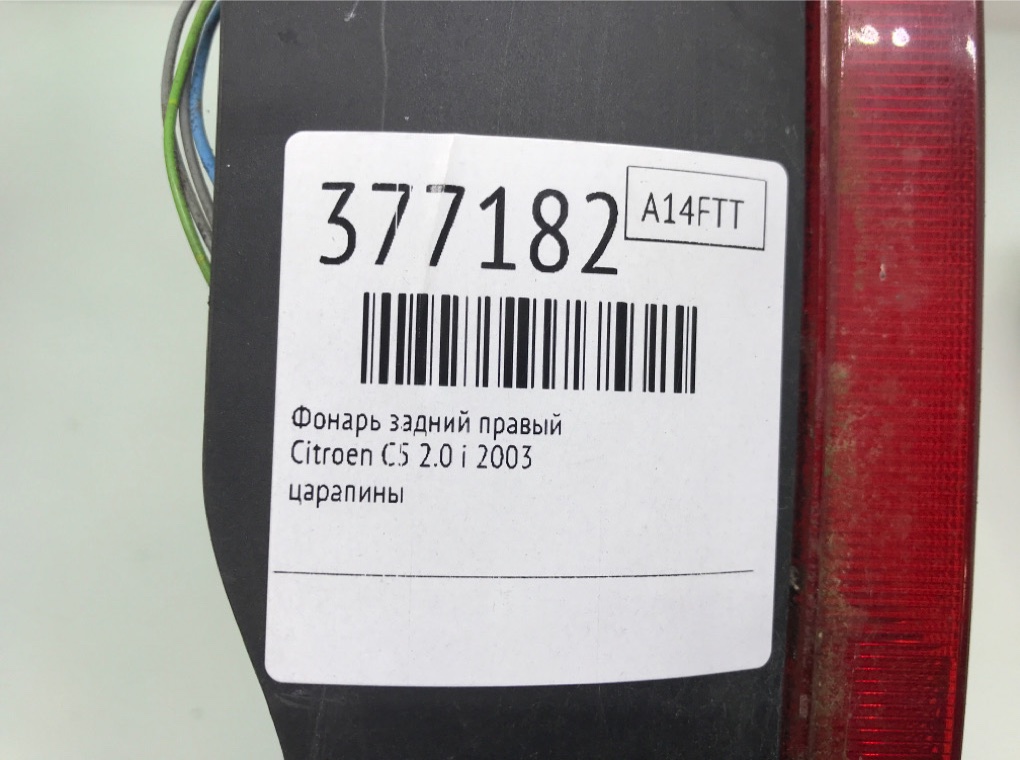 377182
A14FTT
Фонарь задний правый
Citroen C5 2.0 i 2003
царапины